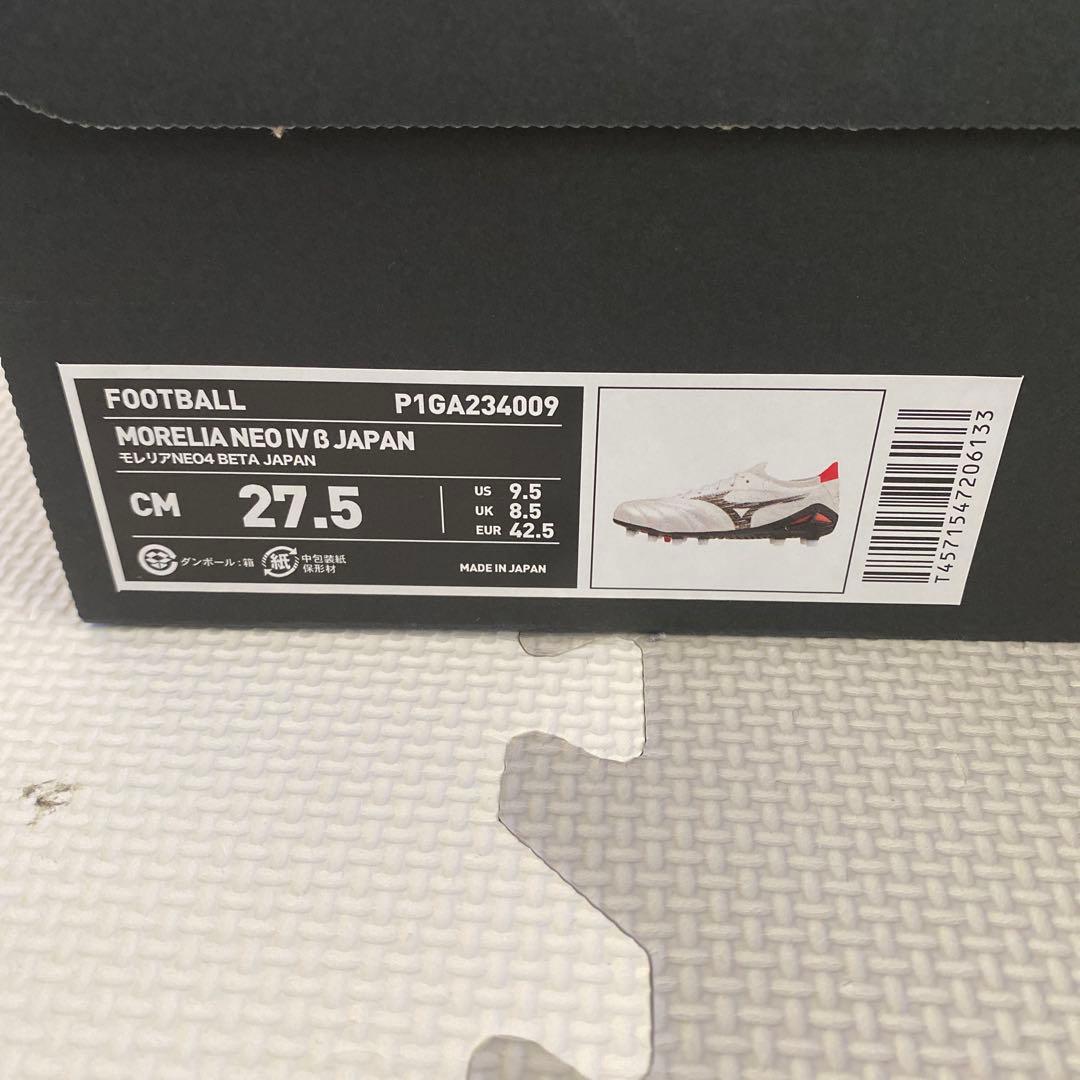 FOOTBALL P1GA234009
MORELIA NEO IV β JAPAN
モレリアNEO4 BETA JAPAN
CM 27.5
US 9.5
UK 8.5
EUR 42.5
ダンボール:箱
紙
中包装紙
保形材
MADE IN JAPAN
T4571547206133